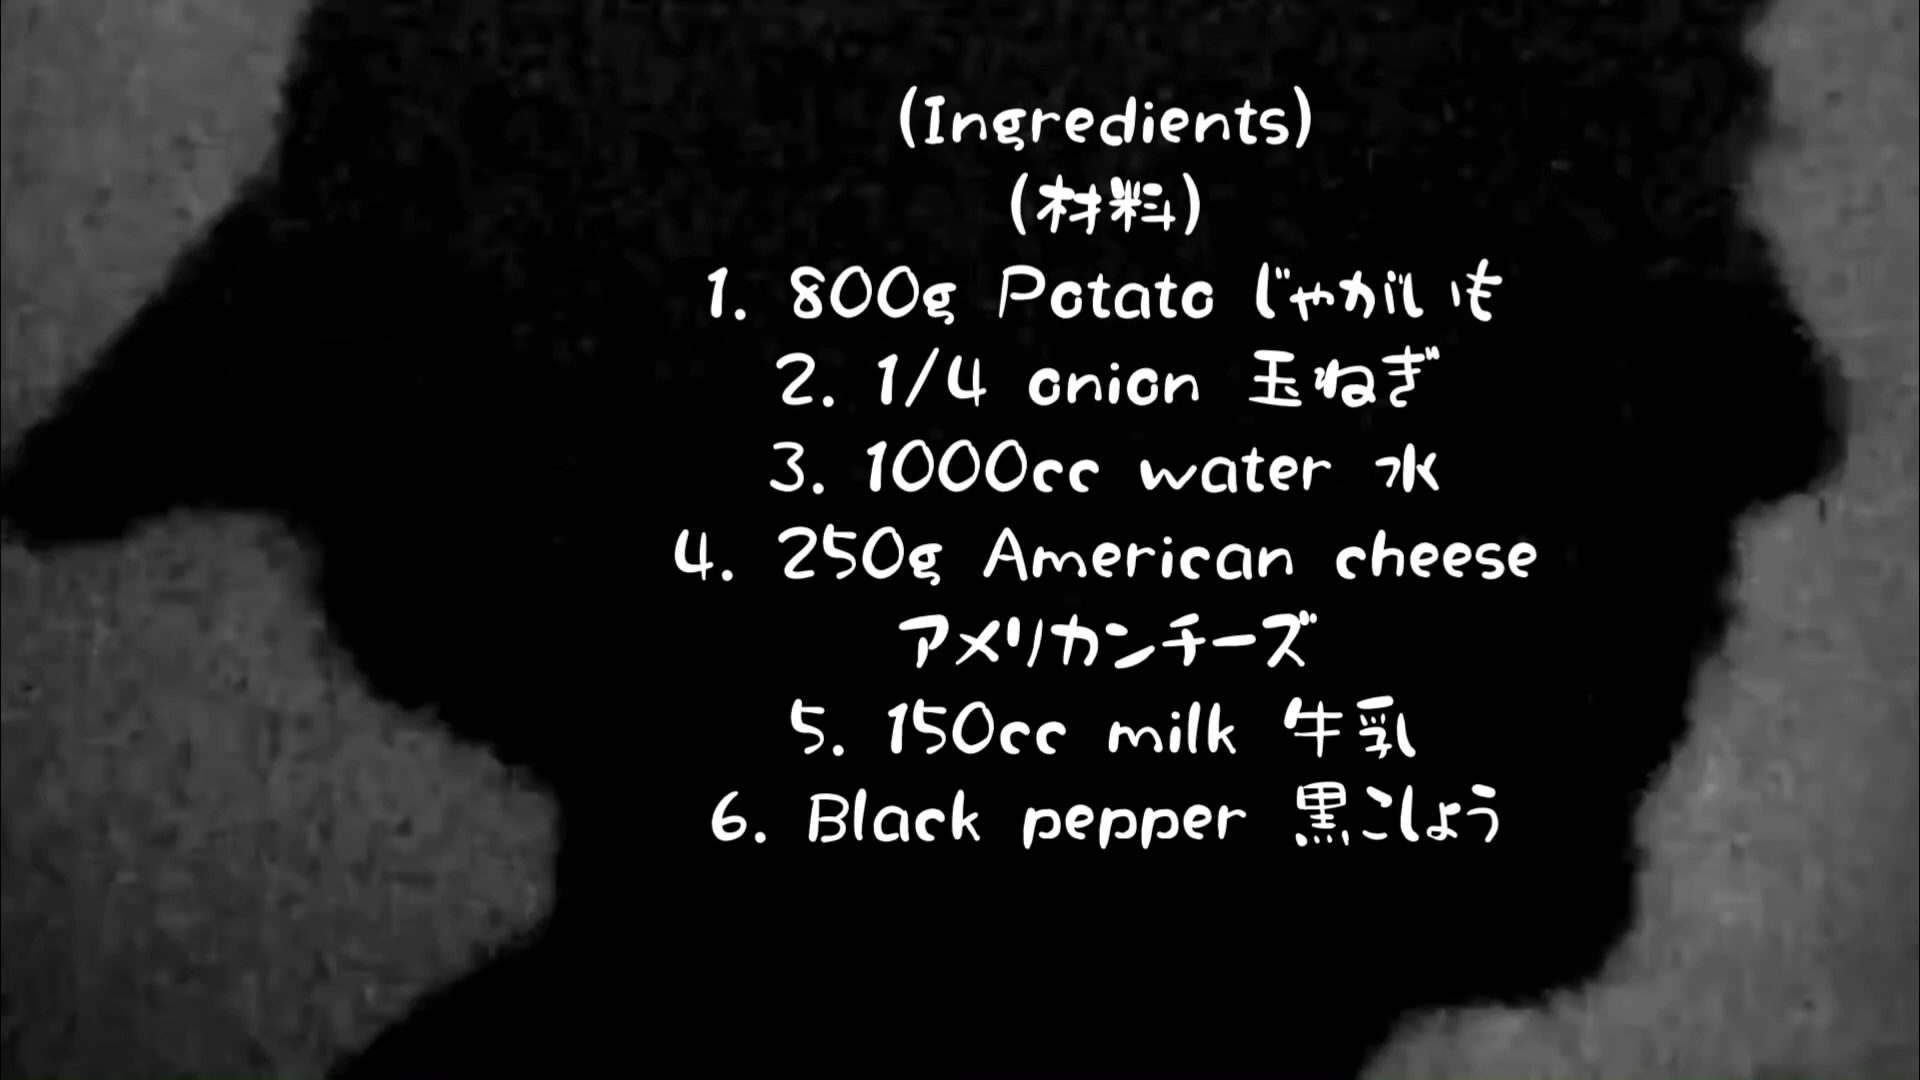 (Ingredients)
(材料)
1. 800g Potato じゃがいも
2. 1/4 onion 玉ねぎ
3. 1000cc water 水
4. 250g American cheese
アメリカンチーズ
5. 150cc milk 牛乳
6. Black pepper 黒こしょう